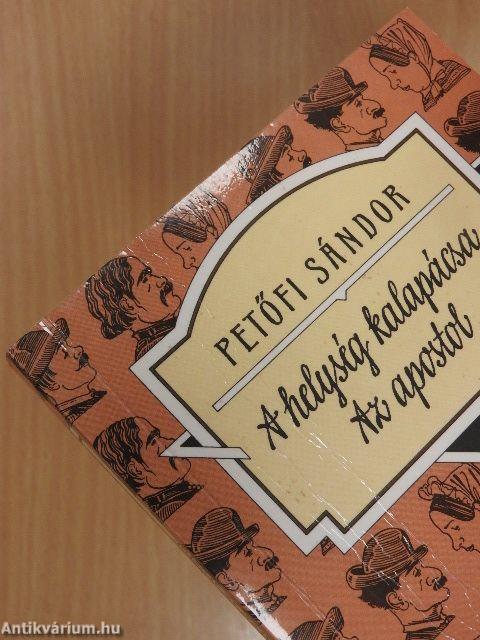 PETŐFI SÁNDOR
A helység kalapácsa
Az apostol
Antikvárium.hu